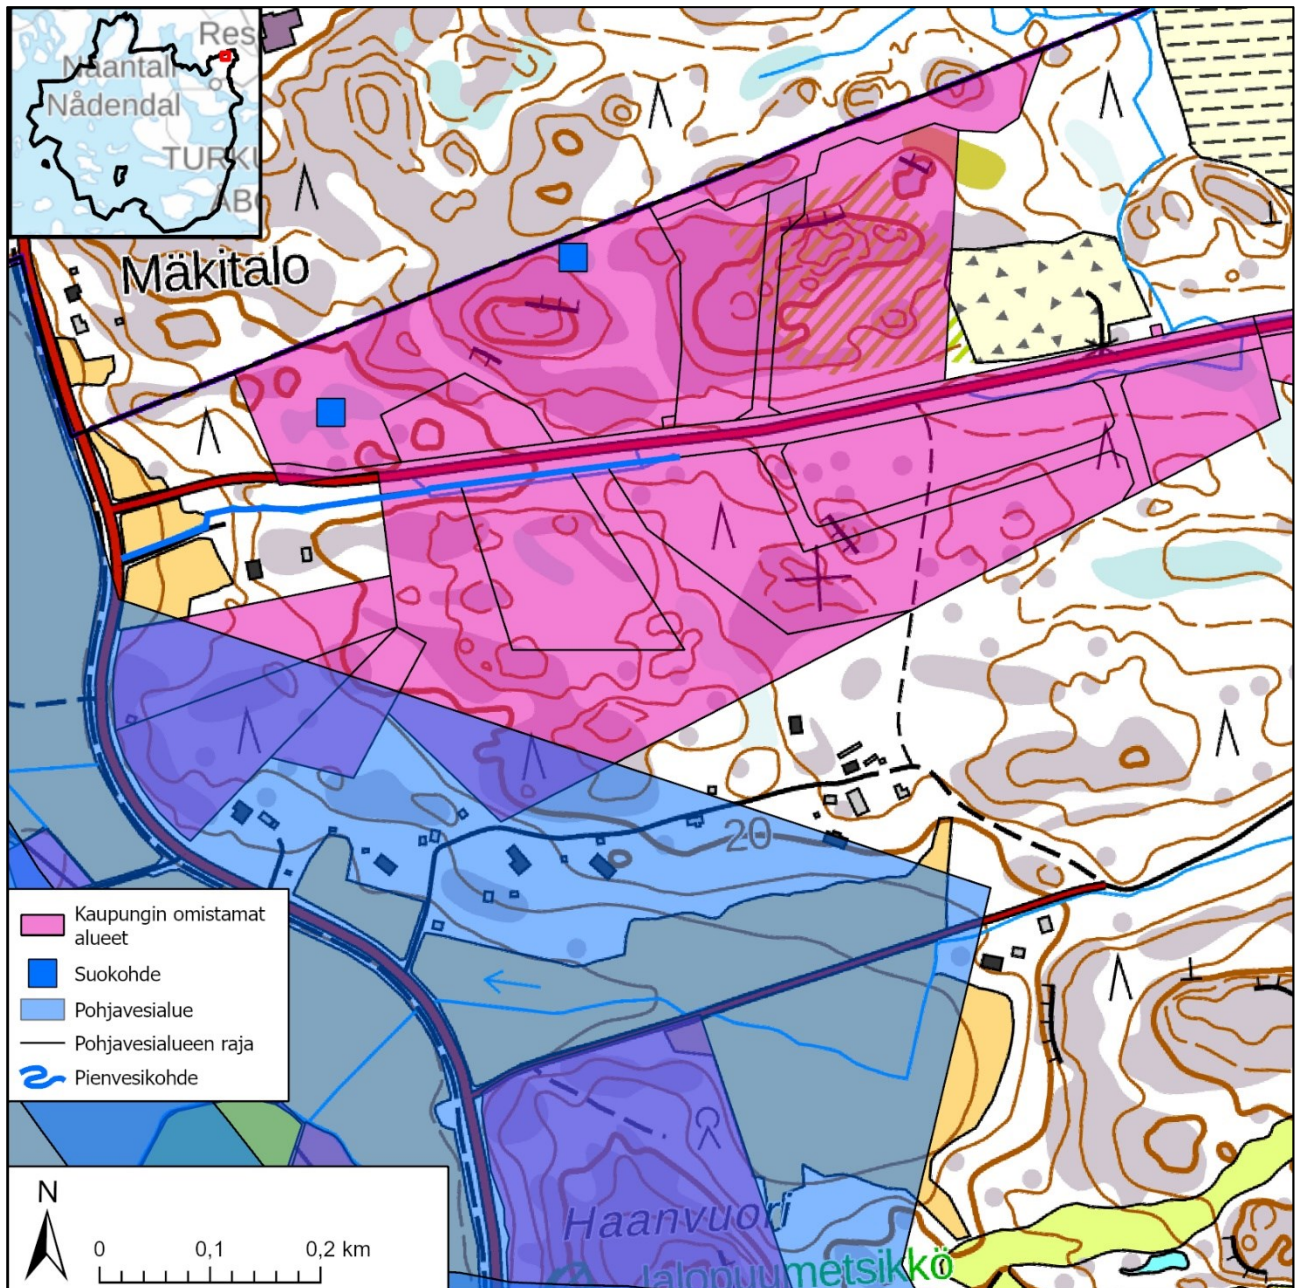 Naantali
Nådendal
TURKU
Mäkitalo
20
Kaupungin omistamat
alueet
Suokohde
Pohjavesialue
Pohjavesialueen raja
Pienvesikohde
Haanvuori
Jalopuumetsikkö
N
0
0,1
0,2 km